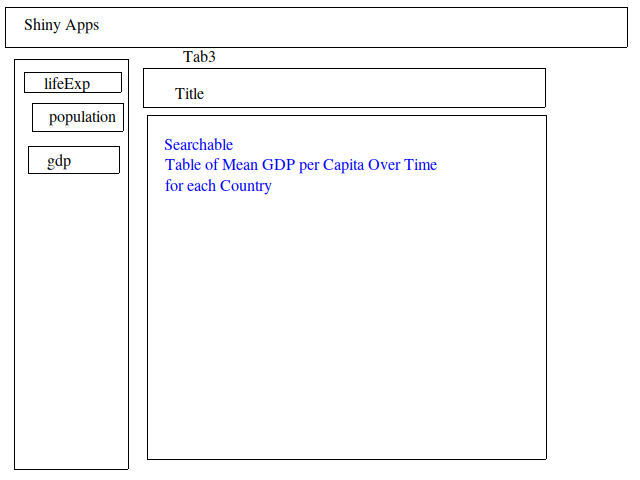 Shiny Apps
Tab3
lifeExp
population
gdp
Title
Searchable
Table of Mean GDP per Capita Over Time
for each Country